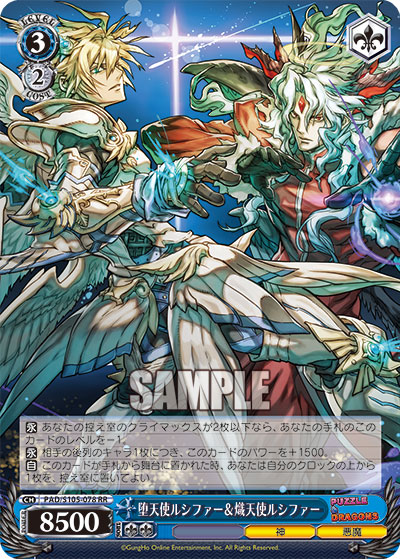 LEVEL
3
2
COST
SAMPLE
永 あなたの控え室のクライマックスが2枚以下なら、あなたの手札のこ
のカードのレベルを－1。
永 相手の後列のキャラ1枚につき、このカードのパワーを＋1500。
自 このカードが手札から舞台に置かれた時、あなたは自分のクロックの上から
1枚を、控え室に置いてよい。
CH PAD/S105-078 RR
8500
堕天使ルシファー＆熾天使ルシファー
PUZZLE & DRAGONS
神
悪魔
©GungHo Online Entertainment, Inc. All Rights Reserved.